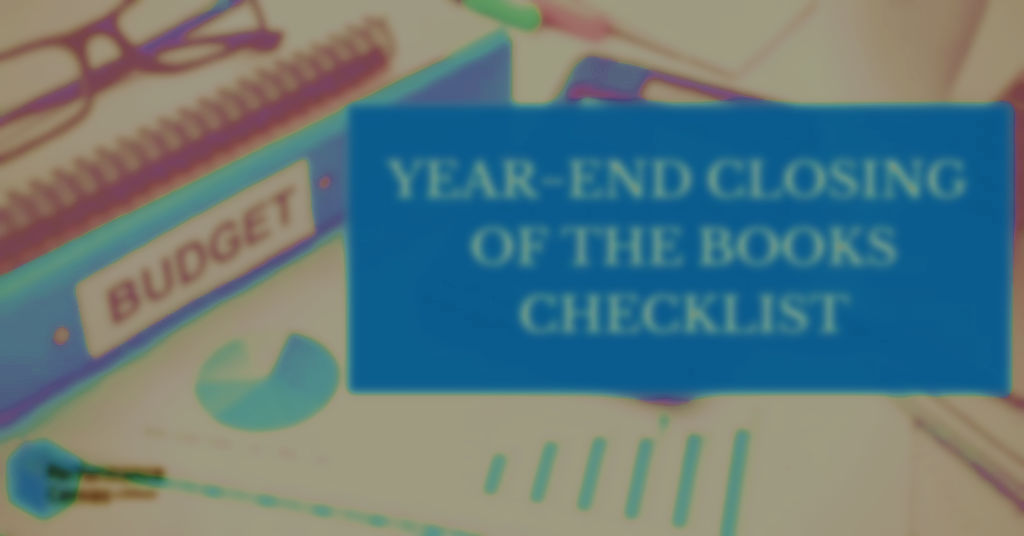 YEAR-END CLOSING
OF THE BOOKS
CHECKLIST
BUDGET